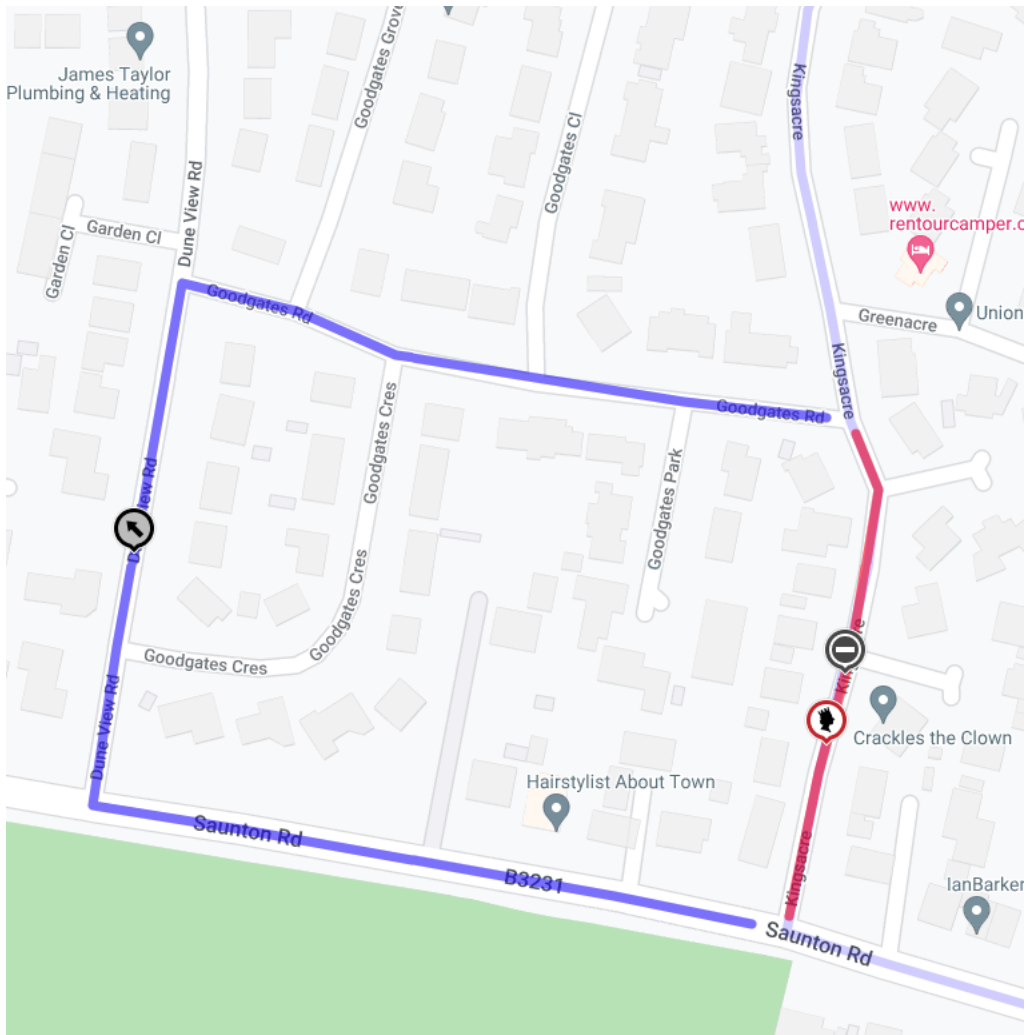 James Taylor
Plumbing & Heating
Goodgates Grove
Kingsacre
Goodgates Cl
Dune View Rd
www.
rentourcamper.c
Garden Cl
Garden Cl
Goodgates Rd
Greenacre
Union
Kingsacre
Goodgates Cres
Goodgates Rd
Goodgates Park
View Rd
Goodgates Cres
Goodgates Cres
Dune View Rd
Crackles the Clown
Hairstylist About Town
Saunton Rd
Kingsacre
B3231
IanBarker
Saunton Rd